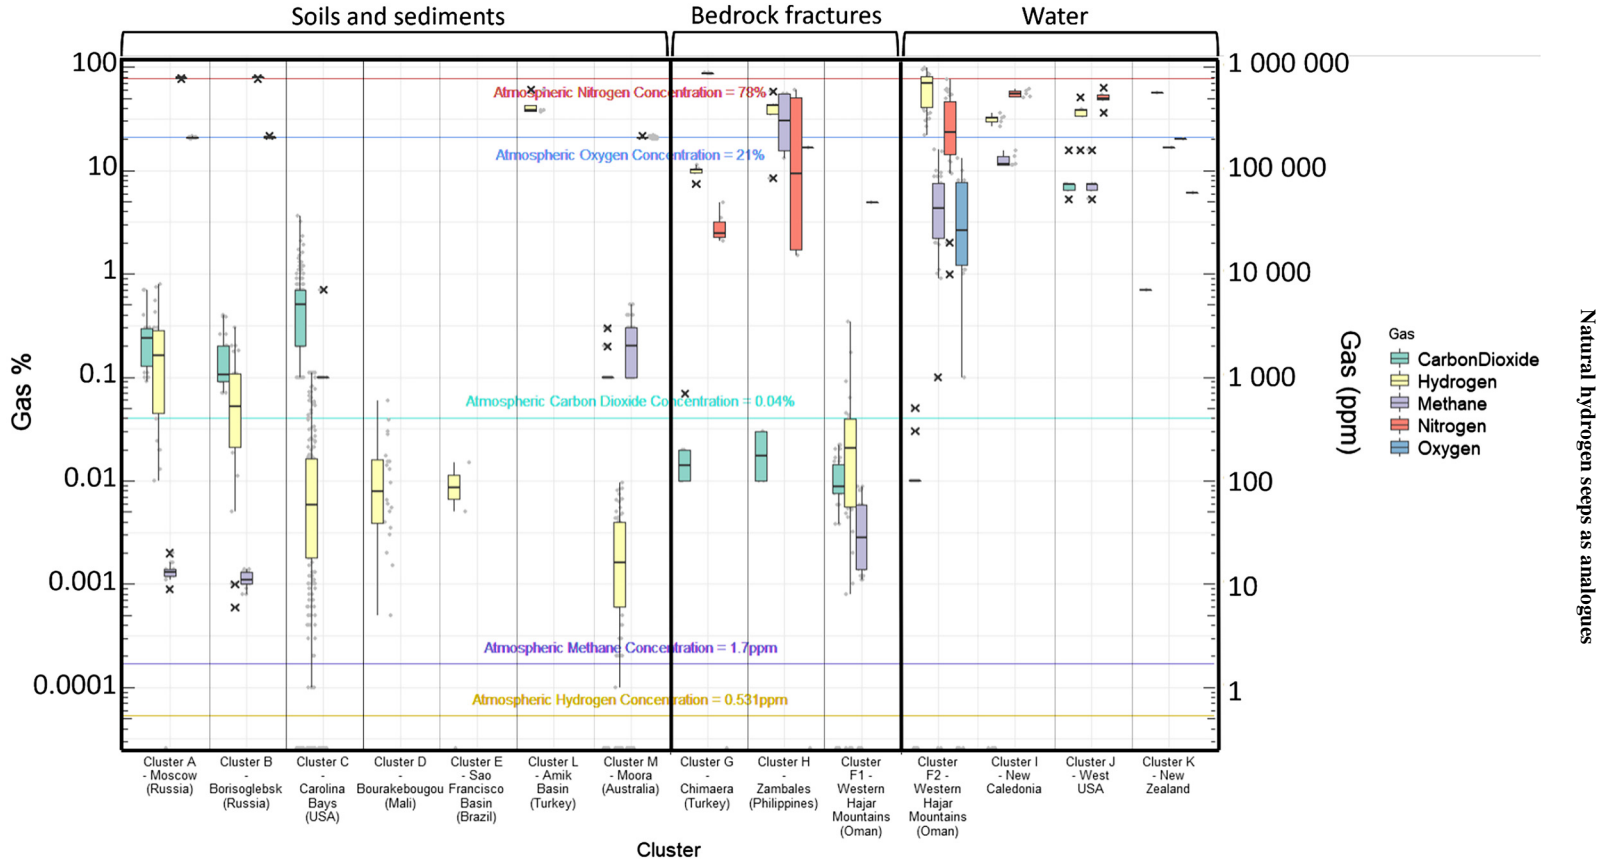 Soils and sediments
Bedrock fractures
Water
100
10
1
0.1
0.01
0.001
0.0001
Gas %
Atmospheric Nitrogen Concentration = 78%
Atmospheric Oxygen Concentration = 21%
Atmospheric Carbon Dioxide Concentration = 0.04%
Atmospheric Methane Concentration = 1.7ppm
Atmospheric Hydrogen Concentration = 0.531ppm
1 000 000
100 000
10 000
1 000
100
10
1
Gas (ppm)
Gas
CarbonDioxide
Hydrogen
Methane
Nitrogen
Oxygen
Natural hydrogen seeps as analogues
Cluster A
- Moscow
(Russia)
Cluster B
-
Borisoglebsk
(Russia)
Cluster C
-
Carolina
Bays
(USA)
Cluster D
-
Bourakebougou
(Mali)
Cluster E
- Sao
Francisco
Basin
(Brazil)
Cluster L
- Amik
Basin
(Turkey)
Cluster M
- Moora
(Australia)
Cluster G
-
Chimaera
(Turkey)
Cluster H
-
Zambales
(Philippines)
Cluster
F1 -
Western
Hajar
Mountains
(Oman)
Cluster
F2 -
Western
Hajar
Mountains
(Oman)
Cluster I
- New
Caledonia
Cluster J
- West
USA
Cluster K
- New
Zealand
Cluster